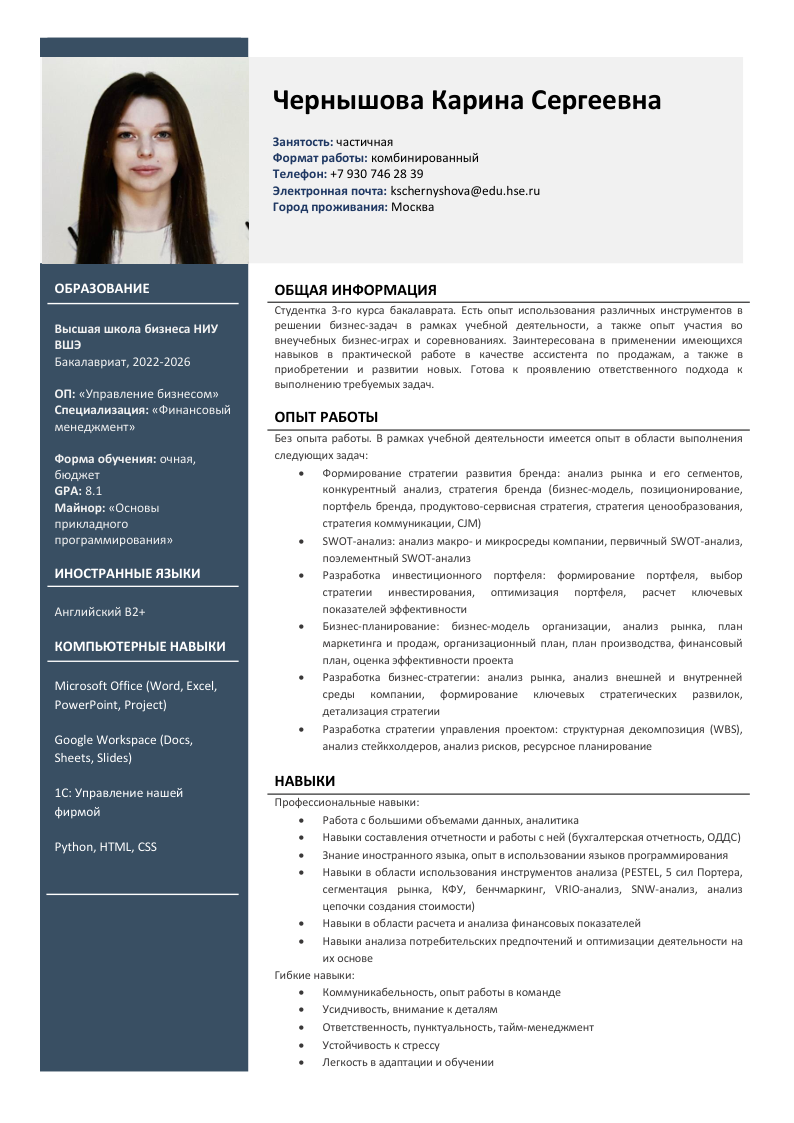 Чернышова Карина Сергеевна
Занятость: частичная
Формат работы: комбинированный
Телефон: +7 930 746 28 39
Электронная почта: kschernyshova@edu.hse.ru
Город проживания: Москва
ОБРАЗОВАНИЕ
Высшая школа бизнеса НИУ
ВШЭ
Бакалавриат, 2022-2026
ОП: «Управление бизнесом»
Специализация: «Финансовый
менеджмент»
Форма обучения: очная,
бюджет
GPA: 8.1
Майнор: «Основы
прикладного
программирования»
ИНОСТРАННЫЕ ЯЗЫКИ
Английский B2+
КОМПЬЮТЕРНЫЕ НАВЫКИ
Microsoft Office (Word, Excel,
PowerPoint, Project)
Google Workspace (Docs,
Sheets, Slides)
1С: Управление нашей
фирмой
Python, HTML, CSS
ОБЩАЯ ИНФОРМАЦИЯ
Студентка 3-го курса бакалаврата. Есть опыт использования различных инструментов в
решении бизнес-задач в рамках учебной деятельности, а также опыт участия во
внеучебных бизнес-играх и соревнованиях. Заинтересована в применении имеющихся
навыков в практической работе в качестве ассистента по продажам, а также в
приобретении и развитии новых. Готова к проявлению ответственного подхода к
выполнению требуемых задач.
ОПЫТ РАБОТЫ
Без опыта работы. В рамках учебной деятельности имеется опыт в области выполнения
следующих задач:
• Формирование стратегии развития бренда: анализ рынка и его сегментов,
конкурентный анализ, стратегия бренда (бизнес-модель, позиционирование,
портфель бренда, продуктово-сервисная стратегия, стратегия ценообразования,
стратегия коммуникации, CJM)
• SWOT-анализ: анализ макро- и микросреды компании, первичный SWOT-анализ,
поэлементный SWOT-анализ
• Разработка инвестиционного портфеля: формирование портфеля, выбор
стратегии инвестирования, оптимизация портфеля, расчет ключевых
показателей эффективности
• Бизнес-планирование: бизнес-модель организации, анализ рынка, план
маркетинга и продаж, организационный план, план производства, финансовый
план, оценка эффективности проекта
• Разработка бизнес-стратегии: анализ рынка, анализ внешней и внутренней
среды компании, формирование ключевых стратегических развилок,
детализация стратегии
• Разработка стратегии управления проектом: структурная декомпозиция (WBS),
анализ стейкхолдеров, анализ рисков, ресурсное планирование
НАВЫКИ
Профессиональные навыки:
• Работа с большими объемами данных, аналитика
• Навыки составления отчетности и работы с ней (бухгалтерская отчетность, ОДДС)
• Знание иностранного языка, опыт в использовании языков программирования
• Навыки в области использования инструментов анализа (PESTEL, 5 сил Портера,
сегментация рынка, КФУ, бенчмаркинг, VRIO-анализ, SNW-анализ, анализ
цепочки создания стоимости)
• Навыки в области расчета и анализа финансовых показателей
• Навыки анализа потребительских предпочтений и оптимизации деятельности на
их основе
Гибкие навыки:
• Коммуникабельность, опыт работы в команде
• Усидчивость, внимание к деталям
• Ответственность, пунктуальность, тайм-менеджмент
• Устойчивость к стрессу
• Легкость в адаптации и обучении